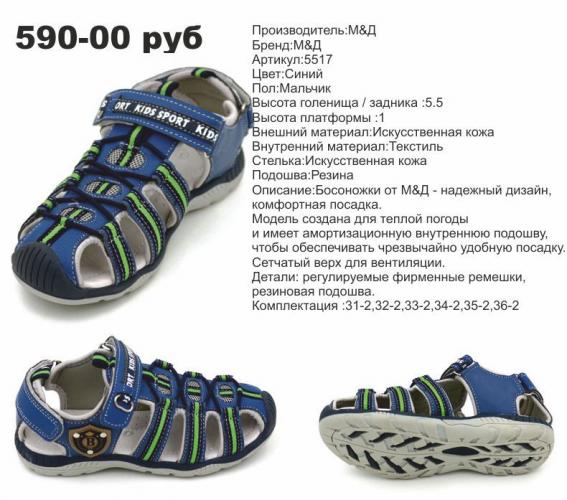 590-00 руб
Производитель:М&Д
Бренд:М&Д
Артикул:5517
Цвет:Синий
Пол:Мальчик
Высота голенища / задника :5.5
Высота платформы :1
Внешний материал:Искусственная кожа
Внутренний материал:Текстиль
Стелька:Искусственная кожа
Подошва:Резина
Описание:Босоножки от М&Д - надежный дизайн,
комфортная посадка.
Модель создана для теплой погоды
и имеет амортизационную внутреннюю подошву,
чтобы обеспечивать чрезвычайно удобную посадку.
Сетчатый верх для вентиляции.
Детали: регулируемые фирменные ремешки,
резиновая подошва.
Комплектация :31-2,32-2,33-2,34-2,35-2,36-2
ORT KIDS SPORT KIDS
ORT KIDS SPORT
B